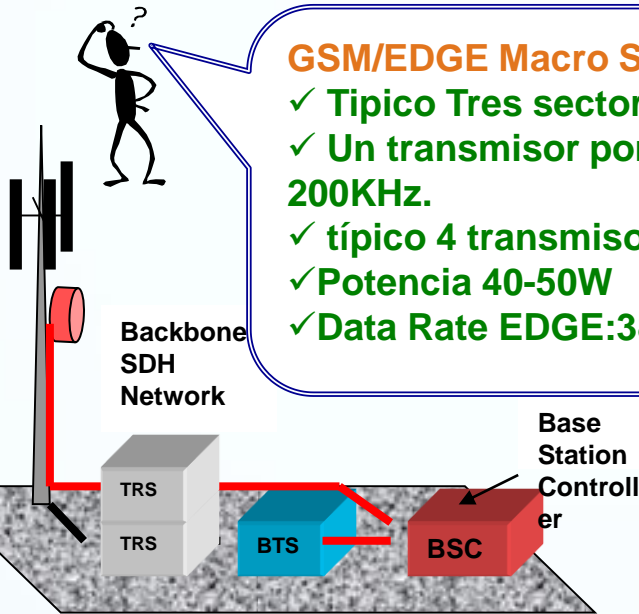 ?
GSM/EDGE Macro S
✓ Tipico Tres sector
✓ Un transmisor por
200KHz.
✓ típico 4 transmiso
✓Potencia 40-50W
✓Data Rate EDGE:3
Backbone
SDH
Network
Base
Station
Controll
er
TRS
TRS
BTS
BSC